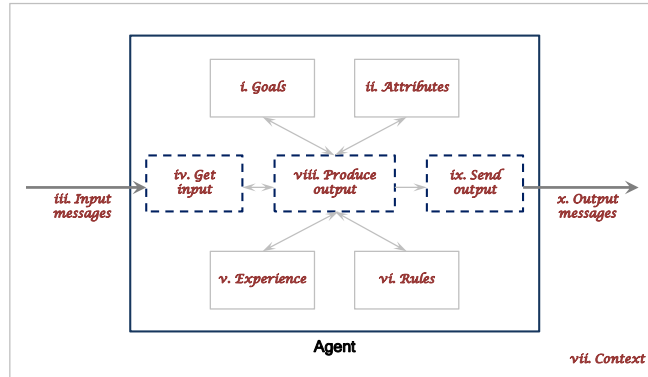 i. Goals
ii. Attributes
iv. Get
input
viii. Produce
output
ix. Send
output
iii. Input
messages
x. Output
messages
v. Experience
vi. Rules
Agent
vii. Context